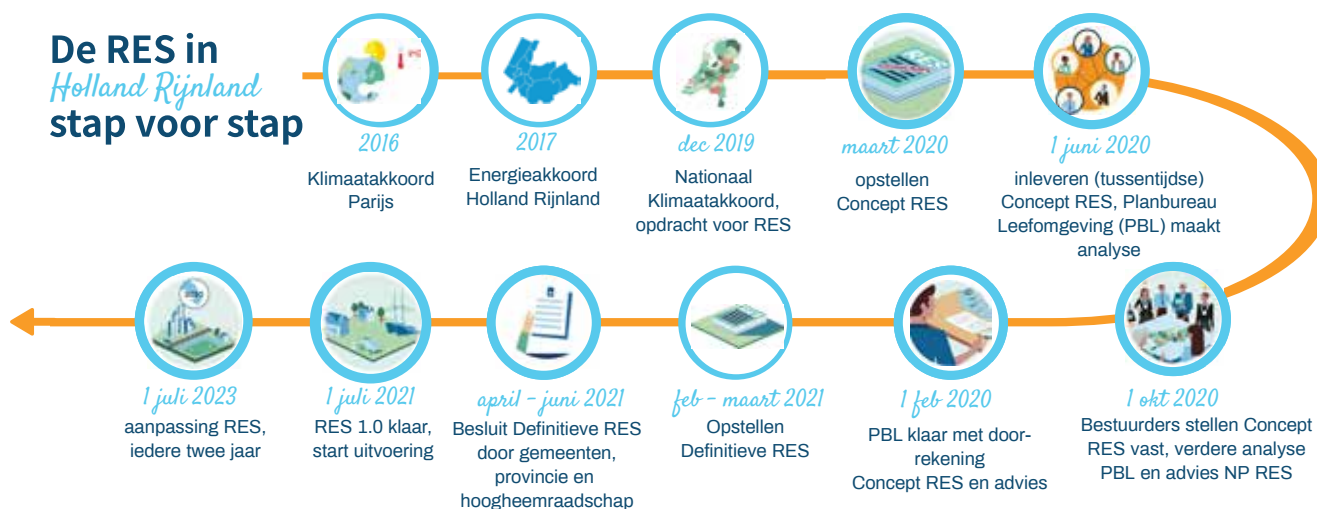 De RES in
Holland Rijnland
stap voor stap
2016
Klimaatakkoord
Parijs
2017
Energieakkoord
Holland Rijnland
dec 2019
Nationaal
Klimaatakkoord,
opdracht voor RES
maart 2020
opstellen
Concept RES
1 juni 2020
inleveren (tussentijdse)
Concept RES, Planbureau
Leefomgeving (PBL) maakt
analyse
1 okt 2020
Bestuurders stellen Concept
RES vast, verdere analyse
PBL en advies NP RES
1 feb 2020
PBL klaar met door-
rekening
Concept RES en advies
feb - maart 2021
Opstellen
Definitieve RES
april - juni 2021
Besluit Definitieve RES
door gemeenten,
provincie en
hoogheemraadschap
1 juli 2021
RES 1.0 klaar,
start uitvoering
1 juli 2023
aanpassing RES,
iedere twee jaar